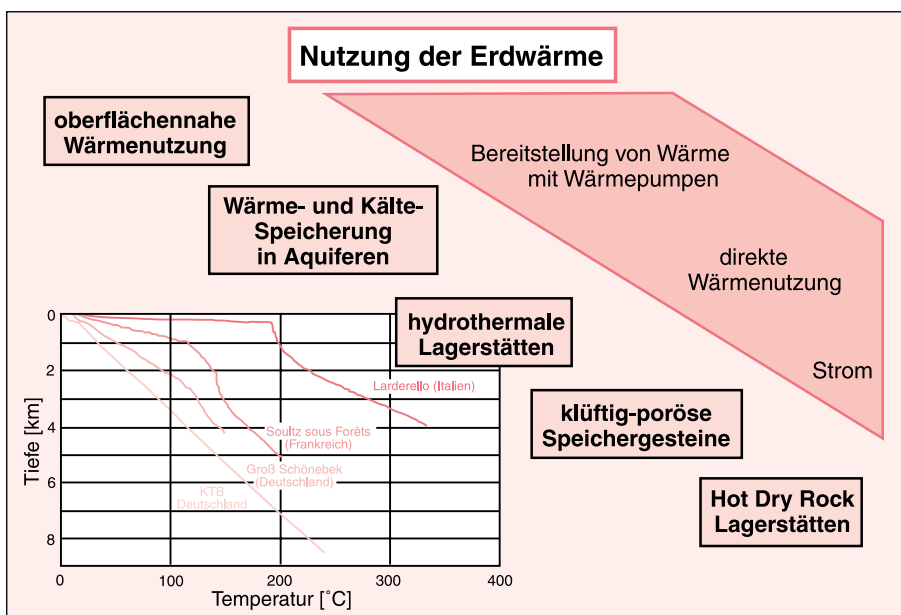 Nutzung der Erdwärme
oberflächennahe
Wärmenutzung
Bereitstellung von Wärme
mit Wärmepumpen
Wärme- und Kälte-
Speicherung
in Aquiferen
direkte
Wärmenutzung
hydrothermale
Lagerstätten
Strom
klüftig-poröse
Speichergesteine
Hot Dry Rock
Lagerstätten
Tiefe [km]
0
2
4
6
8
Larderello (Italien)
Soultz sous Forêts
(Frankreich)
Groß Schönebek
(Deutschland)
KTB
Deutschland
0
100
200
300
400
Temperatur [˚C]